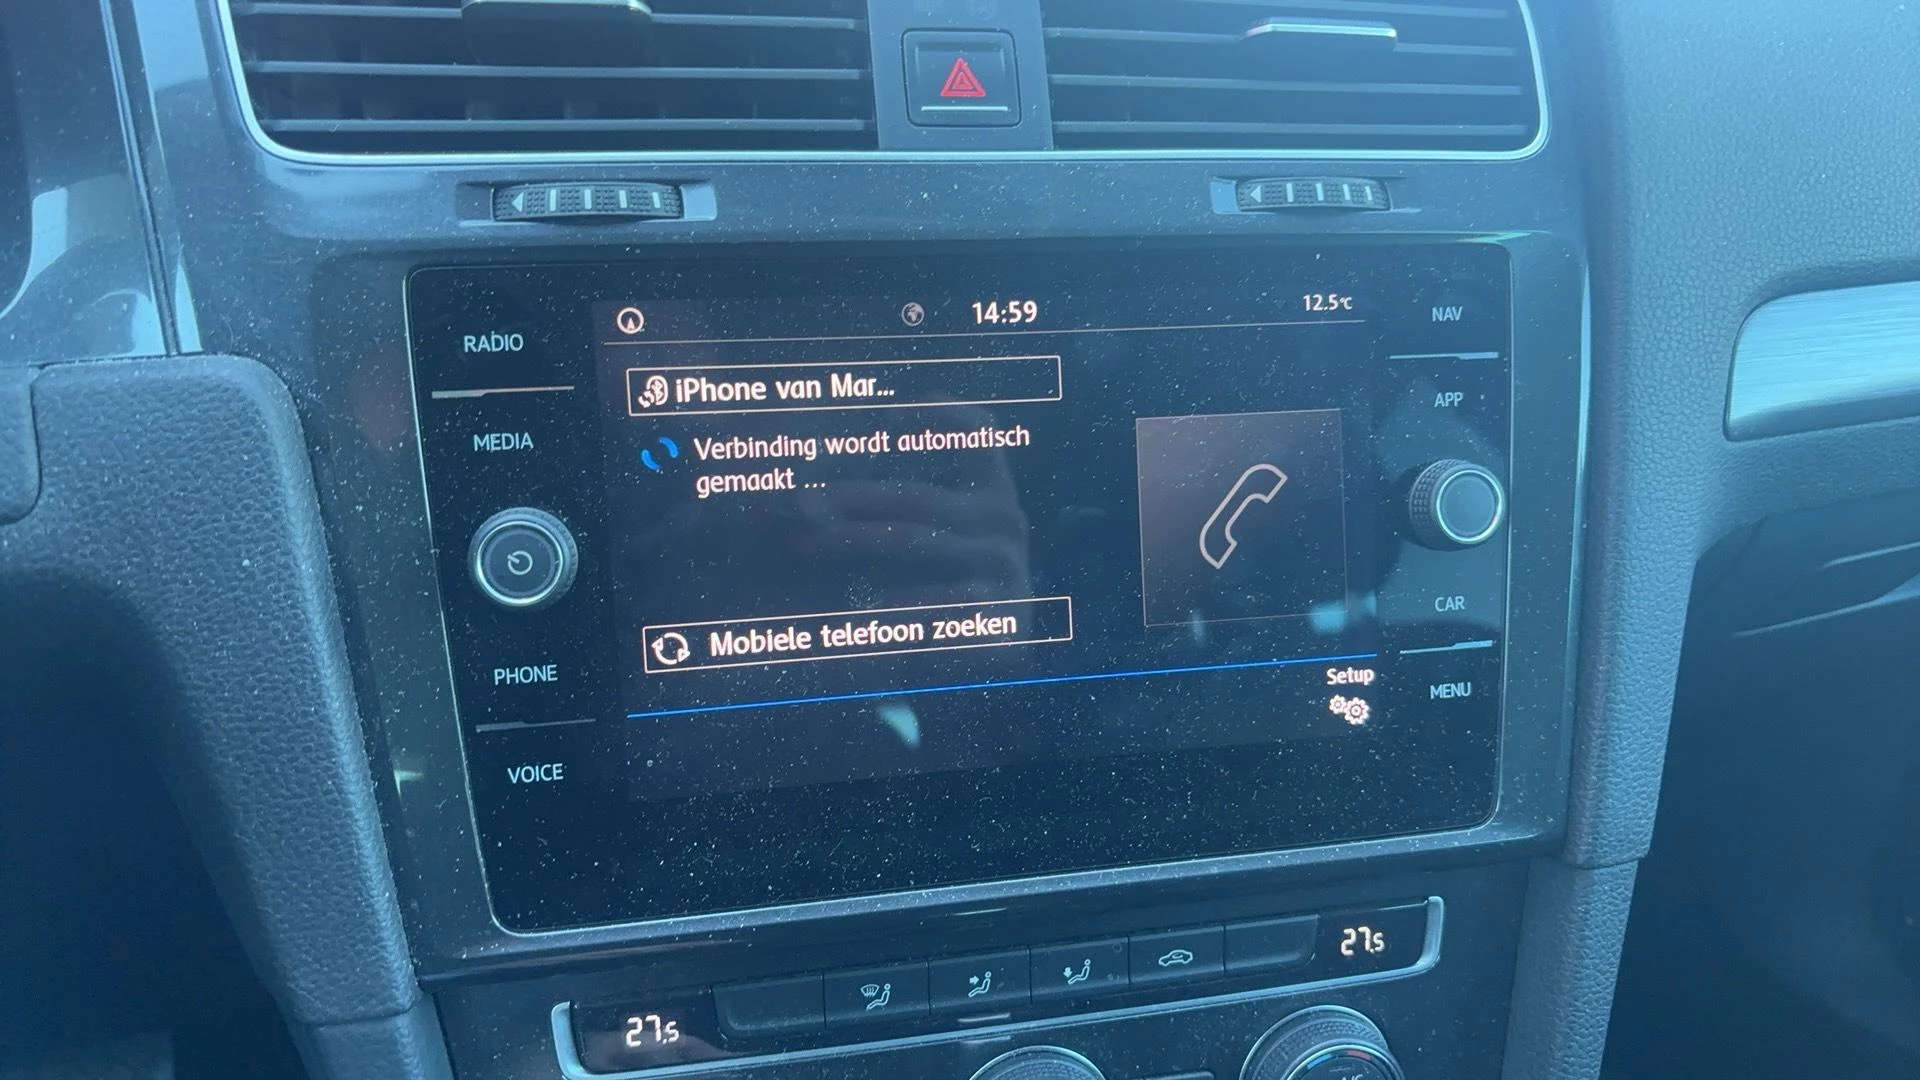 14:59
12.5°C
RADIO
NAV
iPhone van Mar...
APP
MEDIA
Verbinding wordt automatisch
gemaakt ...
CAR
Mobiele telefoon zoeken
PHONE
Setup
MENU
VOICE
27.5
27.5